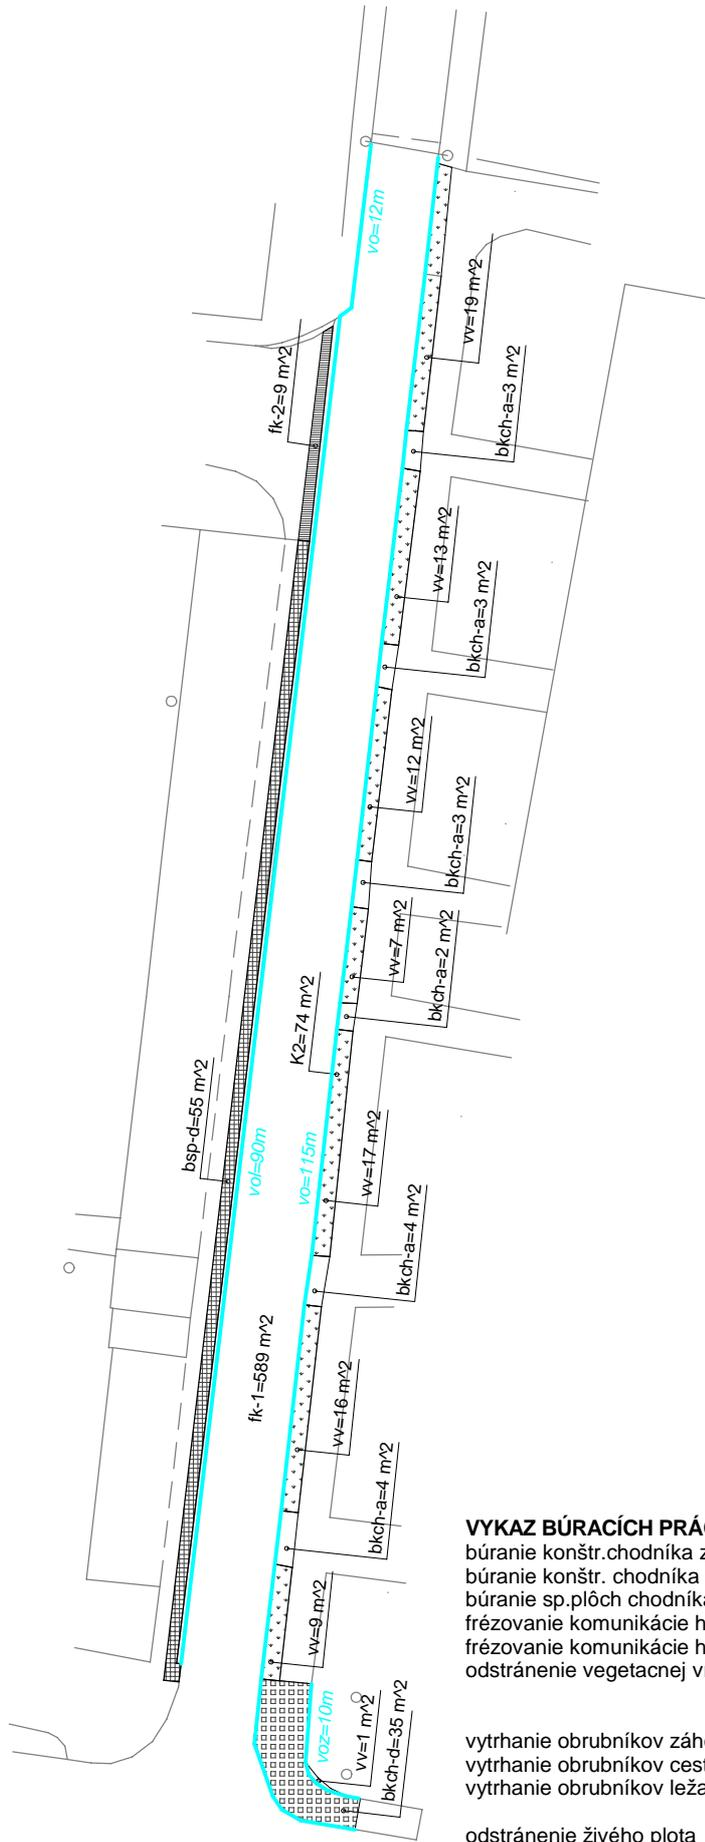 vo=12m
vv=19 m^2
fk-2=9 m^2
bkch-a=3 m^2
vv=13 m^2
bkch-a=3 m^2
vv=12 m^2
bkch-a=3 m^2
vv=7 m^2
bkch-a=2 m^2
K2=74 m^2
bsp-d=55 m^2
vol=90m
vo=115m
vv=17 m^2
bkch-a=4 m^2
fk-1=589 m^2
vv=16 m^2
bkch-a=4 m^2
vv=9 m^2
voz=10m
vv=1 m^2
bkch-d=35 m^2
VYKAZ BÚRACÍCH PRÁC
búranie konštr.chodníka z
búranie konštr. chodníka
búranie sp.plôch chodníka
frézovanie komunikácie h
frézovanie komunikácie h
odstránenie vegetacnej v
vytrhanie obrubníkov záh
vytrhanie obrubníkov cest
vytrhanie obrubníkov leža
odstránenie živého plota